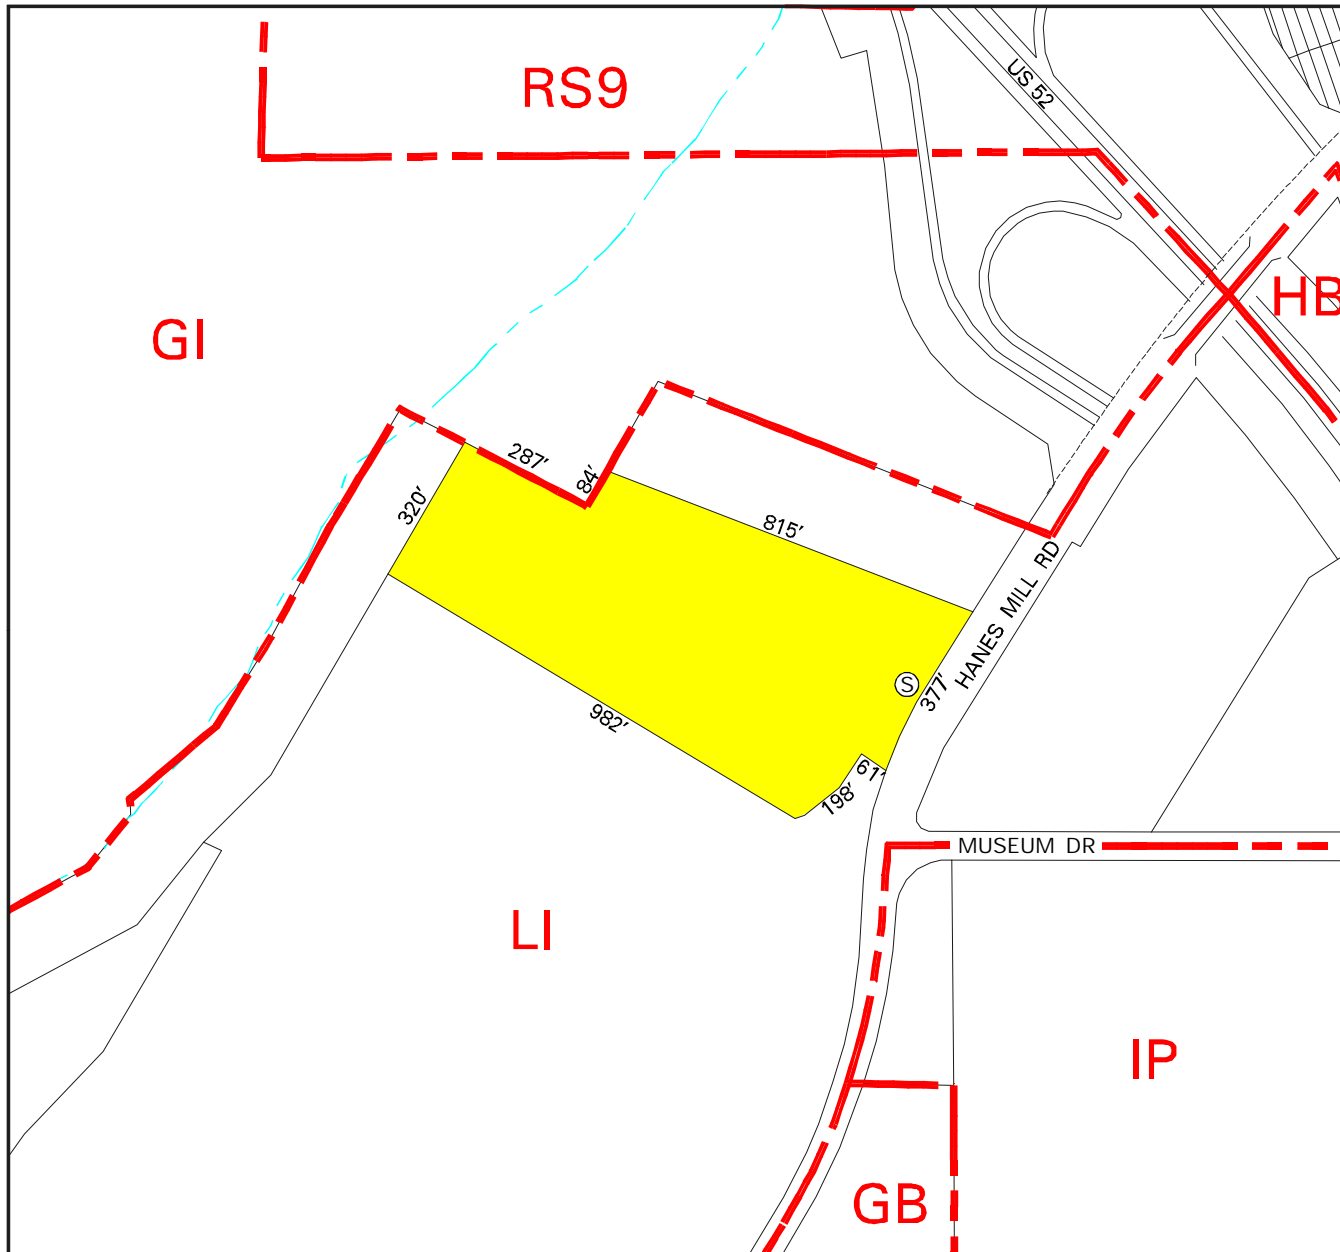 RS9
US 52
HB
GI
287'
84'
320'
815'
HANES MILL RD
S
377'
982'
61'
198'
MUSEUM DR
LI
IP
GB